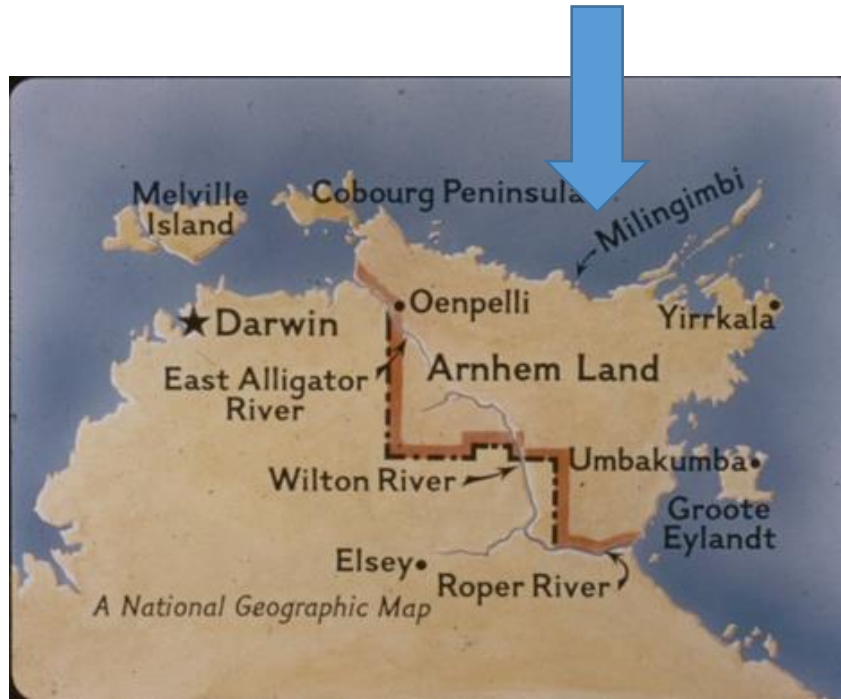 Melville
Island
Cobourg Peninsula
Milingimbi
Oenpelli
Darwin
Yirrkala
East Alligator
River
Arnhem Land
Wilton River
Umbakumba
Groote
Eylandt
Elsey
Roper River
A National Geographic Map